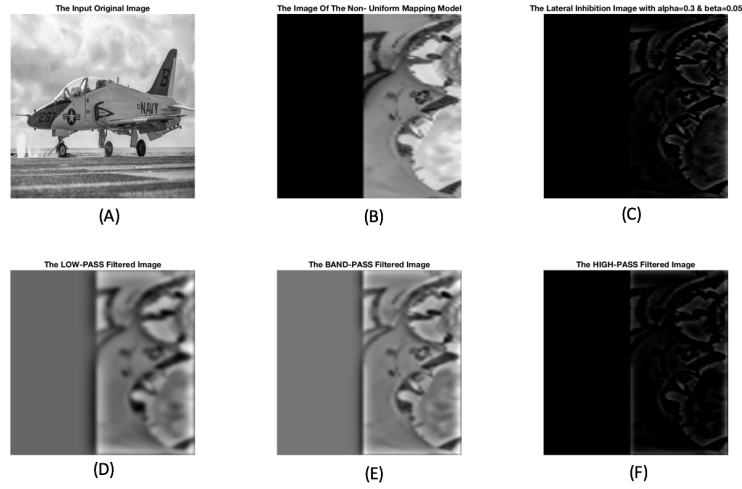 The Input Original Image
The Image Of The Non- Uniform Mapping Model
The Lateral Inhibition Image with alpha=0.3 & beta=0.05
B
NAVY
287
(A)
(B)
(C)
The LOW-PASS Filtered Image
The BAND-PASS Filtered Image
The HIGH-PASS Filtered Image
(D)
(E)
(F)